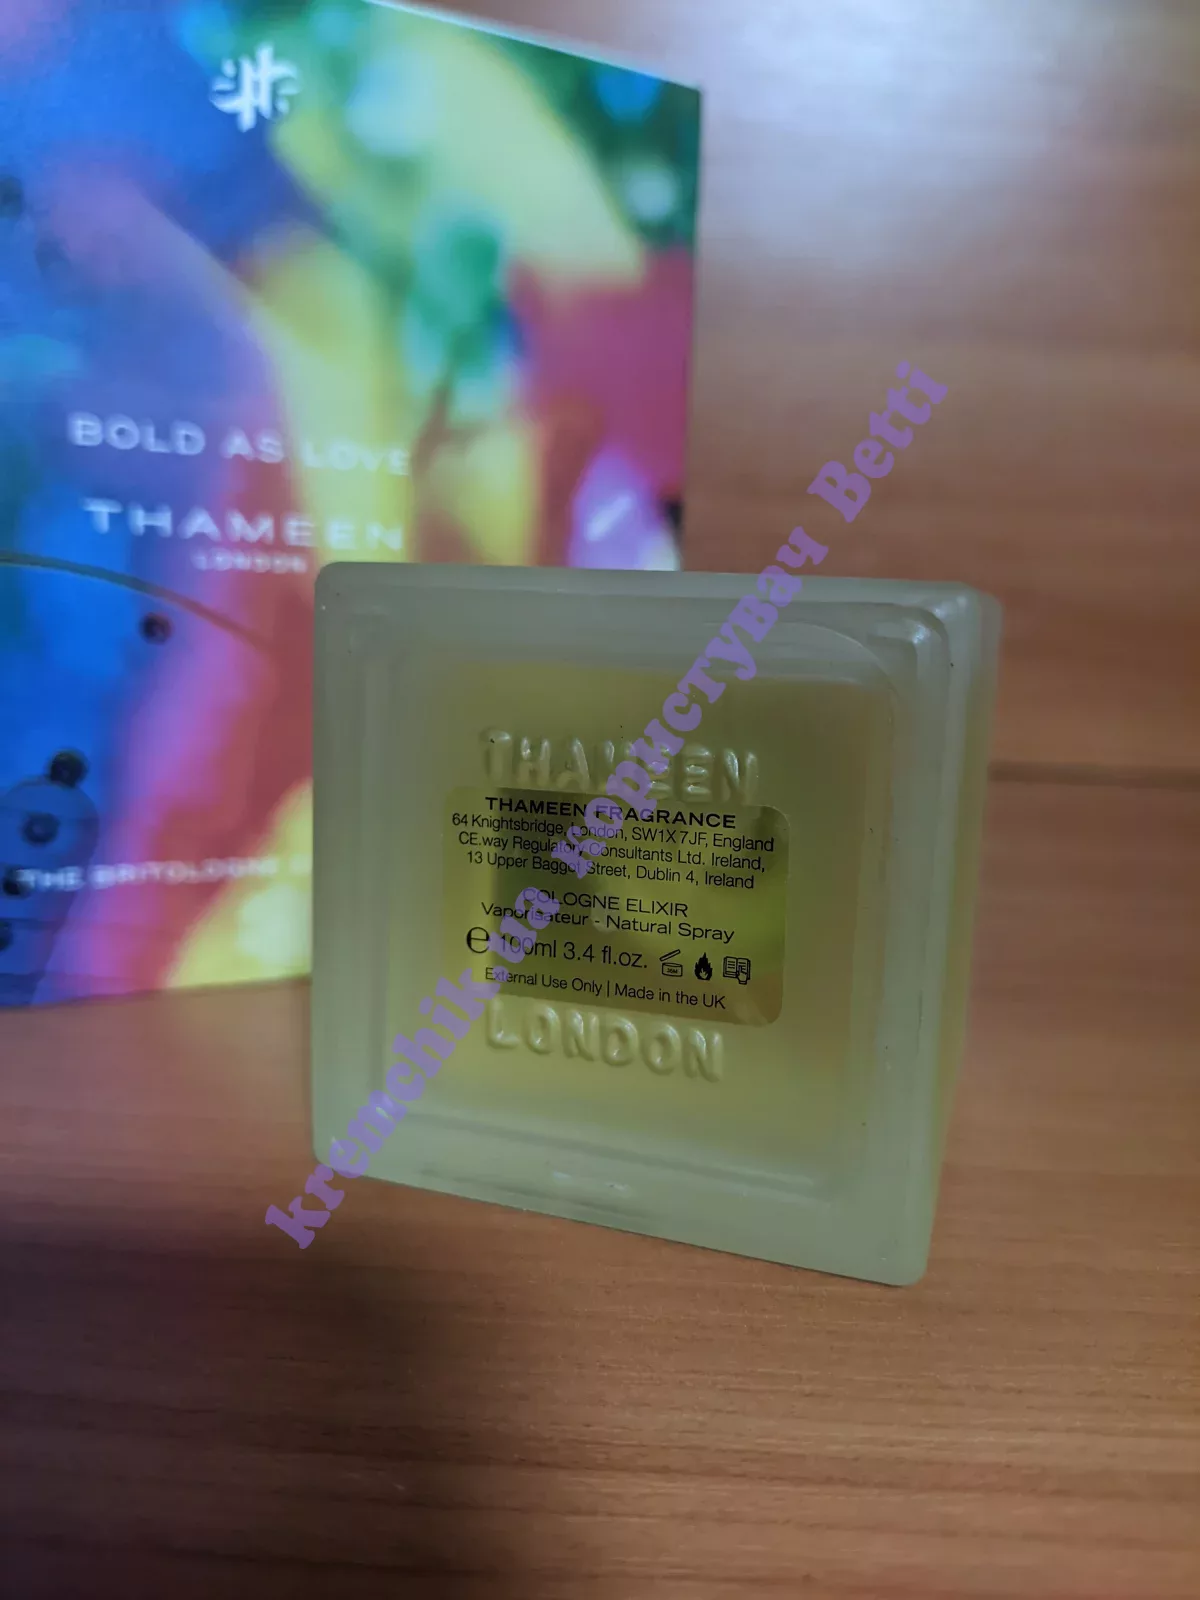 BOLD AS LOVE
THAMEEN
LONDON
THE BRITOLOGNE
THAMEEN
THAMEEN FRAGRANCE
64 Knightsbridge, London, SW1X 7JF, England
CE.way Regulatory Consultants Ltd. Ireland,
13 Upper Baggot Street, Dublin 4, Ireland
COLOGNE ELIXIR
Vaporisateur - Natural Spray
℮ 100ml 3.4 fl.oz.
External Use Only | Made in the UK
LONDON
kremchik.ua користувач Betti